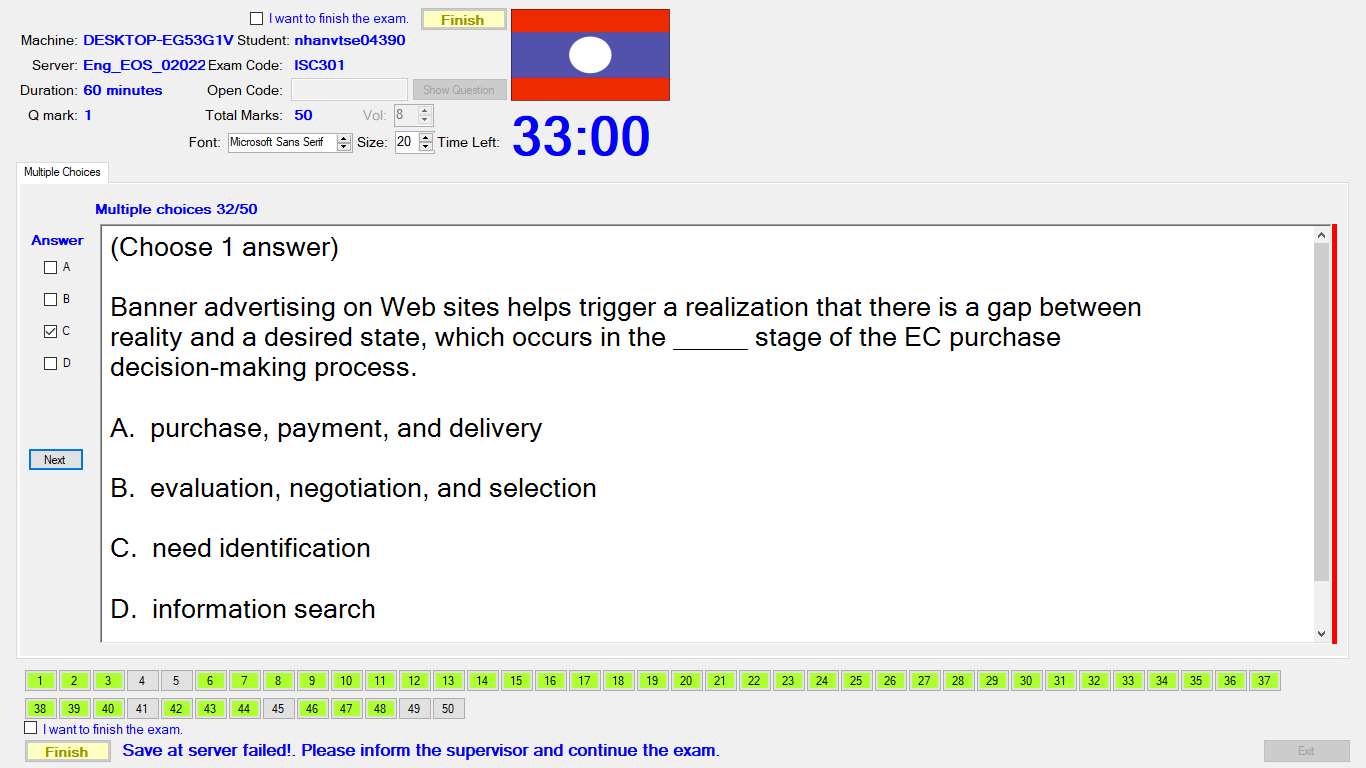 I want to finish the exam. Finish
Machine: DESKTOP-EG53G1V Student: nhanvtse04390
Server: Eng_EOS_02022 Exam Code: ISC301
Duration: 60 minutes Open Code: Show Question
Q mark: 1 Total Marks: 50 Vol: 8
Font: Microsoft Sans Serif Size: 20 Time Left: 33:00
Multiple Choices
Multiple choices 32/50
Answer
A
B
C
D
Next
(Choose 1 answer)
Banner advertising on Web sites helps trigger a realization that there is a gap between
reality and a desired state, which occurs in the _____ stage of the EC purchase
decision-making process.
A. purchase, payment, and delivery
B. evaluation, negotiation, and selection
C. need identification
D. information search
1 2 3 4 5 6 7 8 9 10 11 12 13 14 15 16 17 18 19 20 21 22 23 24 25 26 27 28 29 30 31 32 33 34 35 36 37
38 39 40 41 42 43 44 45 46 47 48 49 50
I want to finish the exam.
Finish Save at server failed!. Please inform the supervisor and continue the exam. Exit